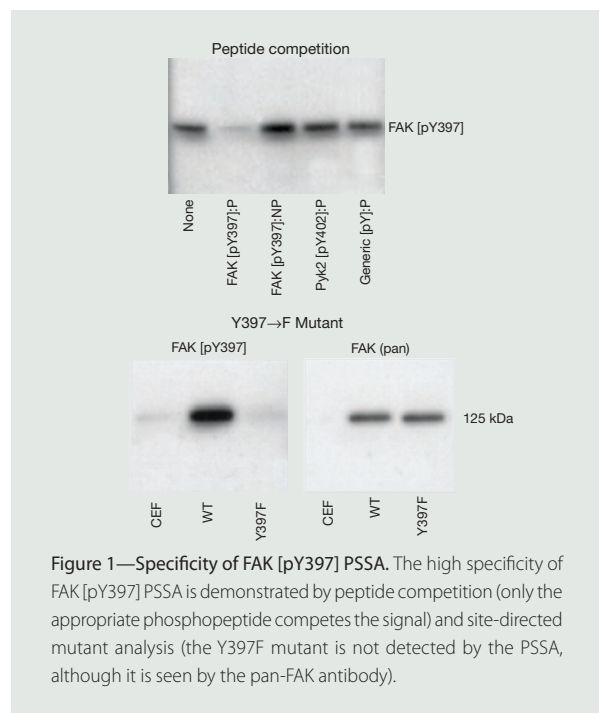 Peptide competition
FAK [pY397]
None
FAK [pY397]:P
FAK [pY397]:NP
Pyk2 [pY402]:P
Generic [pY]:P
Y397→F Mutant
FAK [pY397]
FAK (pan)
125 kDa
CEF
WT
Y397F
CEF
WT
Y397F
Figure 1—Specificity of FAK [pY397] PSSA. The high specificity of
FAK [pY397] PSSA is demonstrated by peptide competition (only the
appropriate phosphopeptide competes the signal) and site-directed
mutant analysis (the Y397F mutant is not detected by the PSSA,
although it is seen by the pan-FAK antibody).